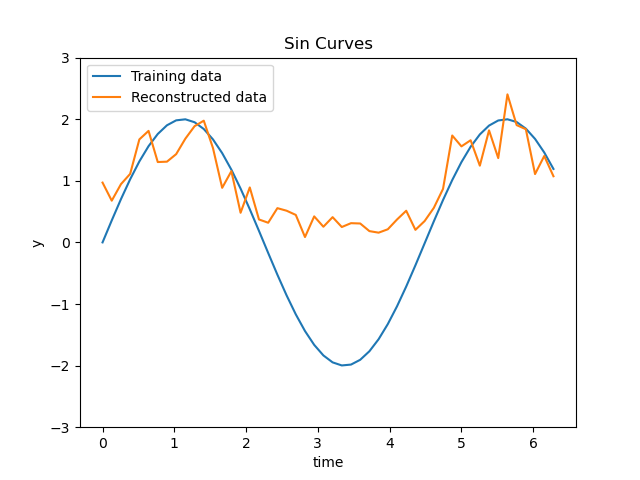 Sin Curves
Training data
Reconstructed data
3
2
1
0
−1
−2
−3
y
0 1 2 3 4 5 6
time